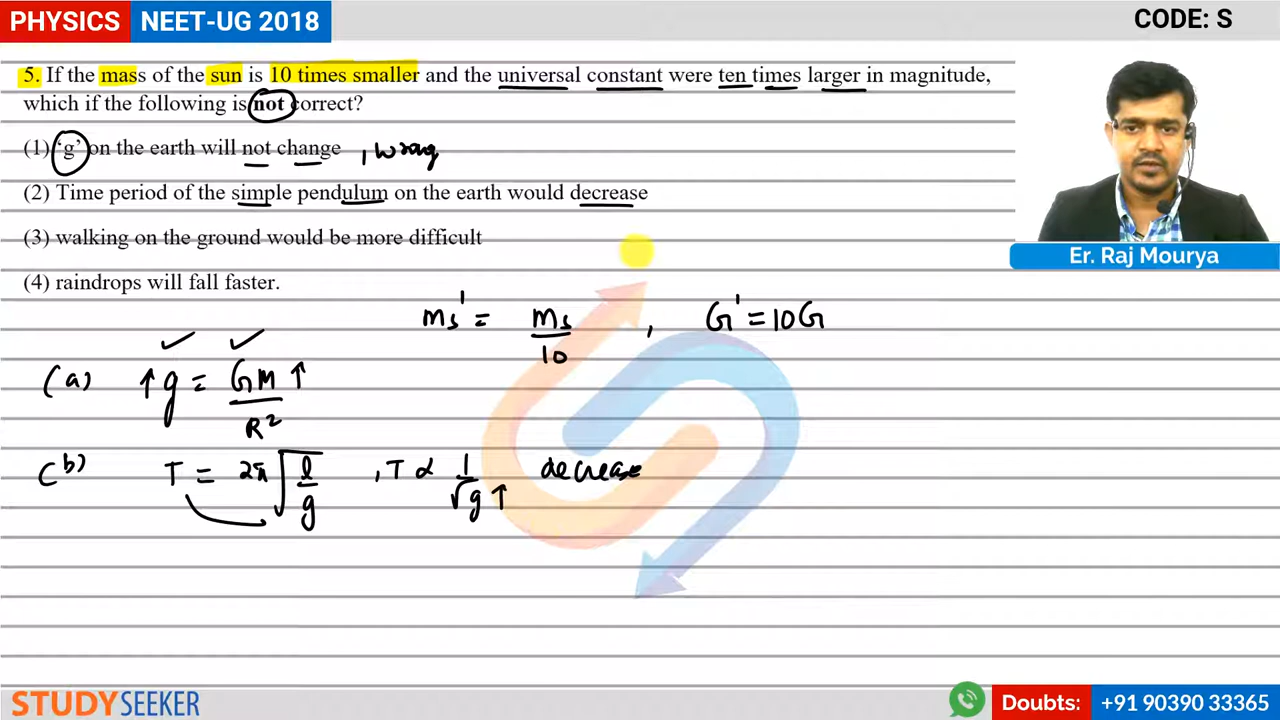 PHYSICS NEET-UG 2018 CODE: S
5. If the mass of the sun is 10 times smaller and the universal constant were ten times larger in magnitude,
which if the following is not correct?
(1) 'g' on the earth will not change , wrong
(2) Time period of the simple pendulum on the earth would decrease
(3) walking on the ground would be more difficult
(4) raindrops will fall faster.
Er. Raj Mourya
Ms' = Ms/10 , G' = 10G
(a) ↑ g = GM/R² ↑
(b) T = 2π√(l/g) , T ∝ 1/√g ↑ decrease
STUDY SEEKER Doubts: +91 90390 33365